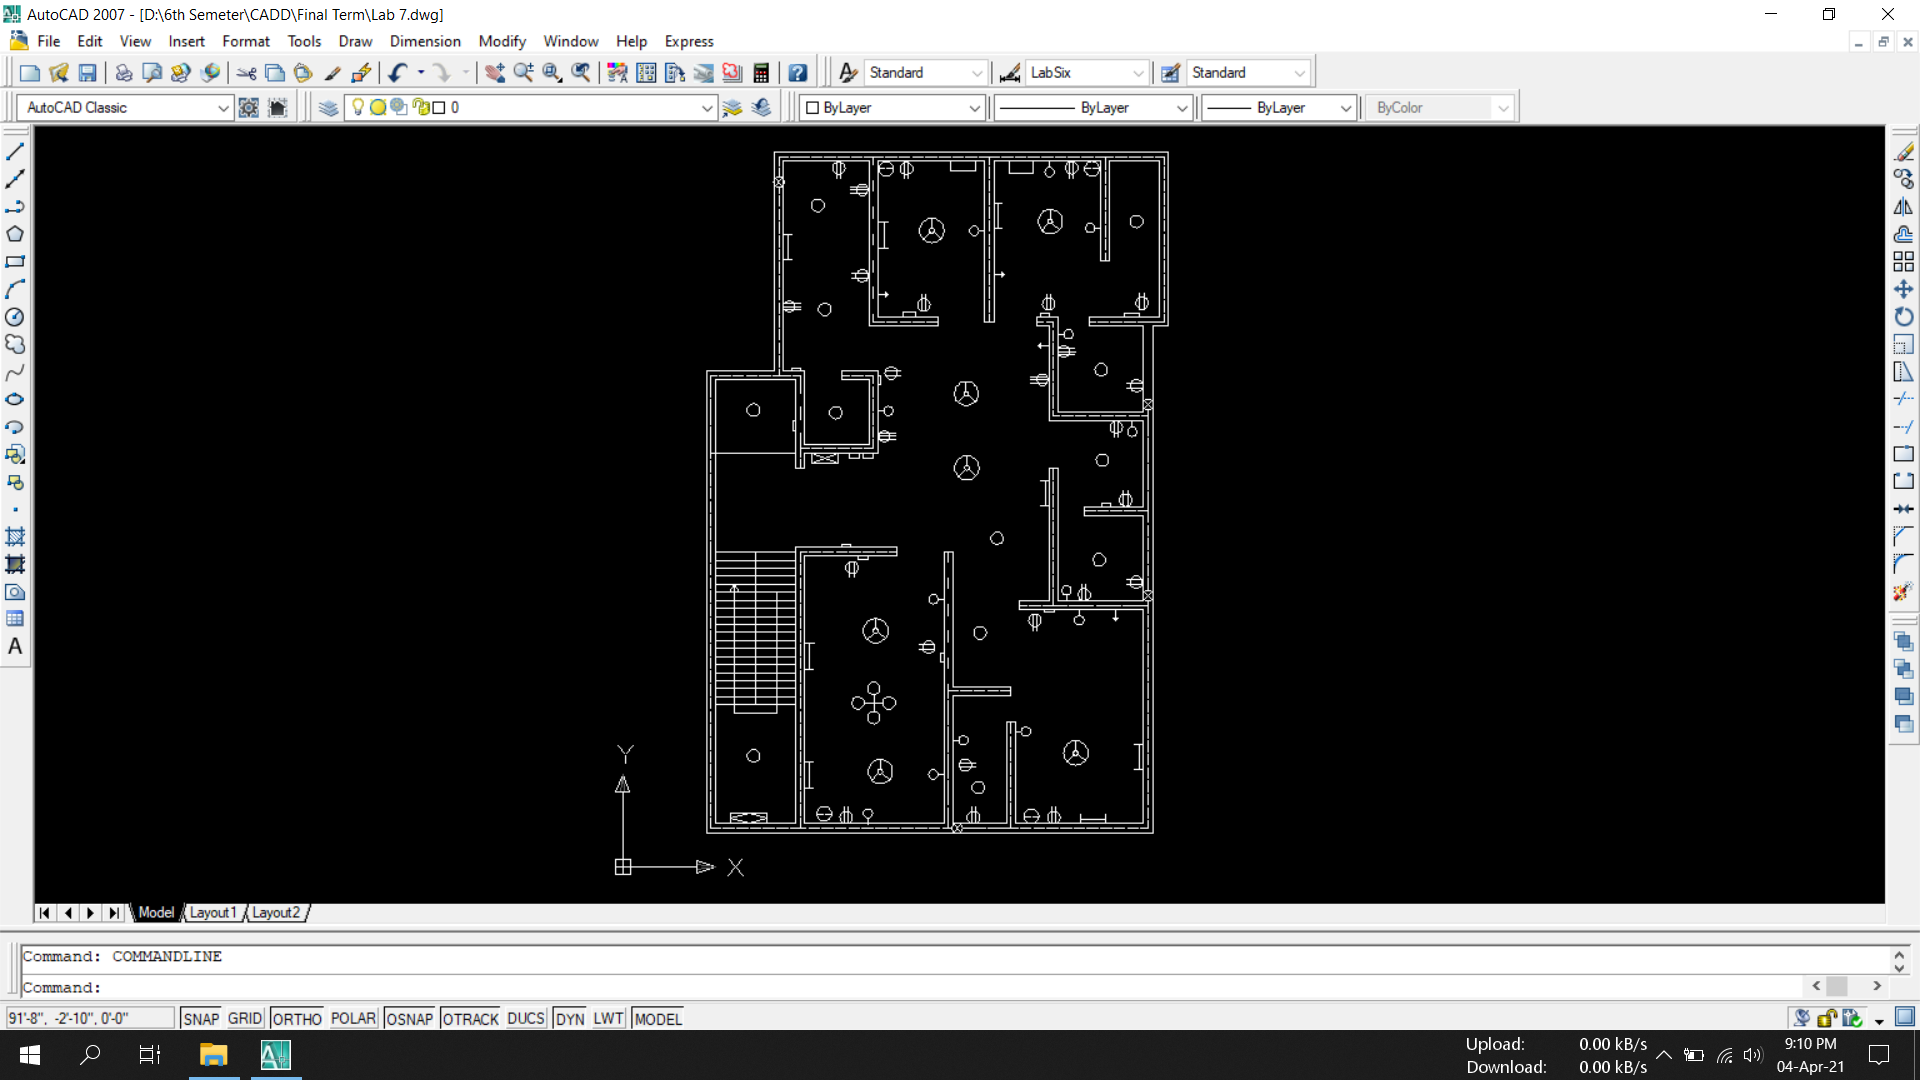 AutoCAD 2007 - [D:\6th Semeter\CADD\Final Term\Lab 7.dwg]
File Edit View Insert Format Tools Draw Dimension Modify Window Help Express
Standard LabSix Standard
AutoCAD Classic 0 ByLayer ByLayer ByLayer ByColor
A
Y
X
Model Layout1 Layout2
Command: COMMANDLINE
Command:
91'-8", -2'-10", 0'-0" SNAP GRID ORTHO POLAR OSNAP OTRACK DUCS DYN LWT MODEL
Upload: 0.00 kB/s 9:10 PM
Download: 0.00 kB/s 04-Apr-21